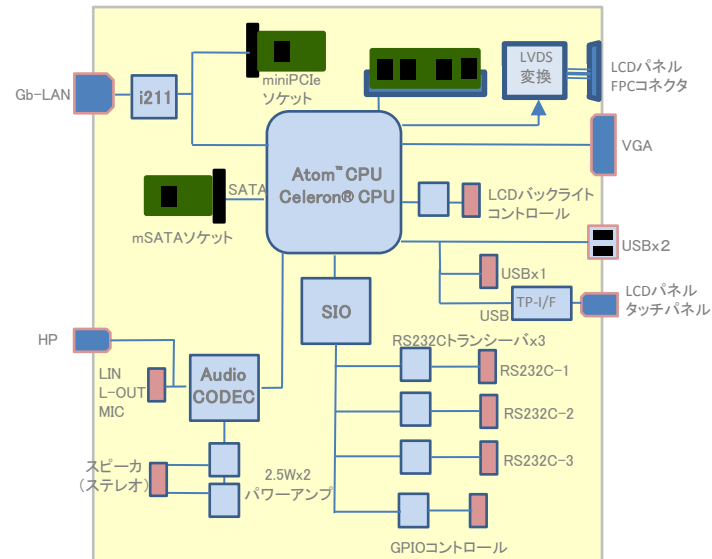 miniPCIe
ソケット
LVDS
変換
LCDパネル
FPCコネクタ
Gb-LAN
i211
VGA
Atom™ CPU
Celeron® CPU
SATA
mSATAソケット
LCDバックライト
コントロール
USBx2
USBx1
USB
TP-I/F
LCDパネル
タッチパネル
SIO
HP
RS232Cトランシーバx3
LIN
L-OUT
MIC
Audio
CODEC
RS232C-1
RS232C-2
RS232C-3
スピーカ
(ステレオ)
2.5Wx2
パワーアンプ
GPIOコントロール